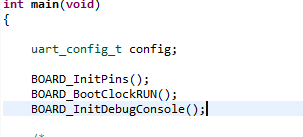 int main(void)
{
uart_config_t config;
BOARD_InitPins();
BOARD_BootClockRUN();
BOARD_InitDebugConsole();
/*